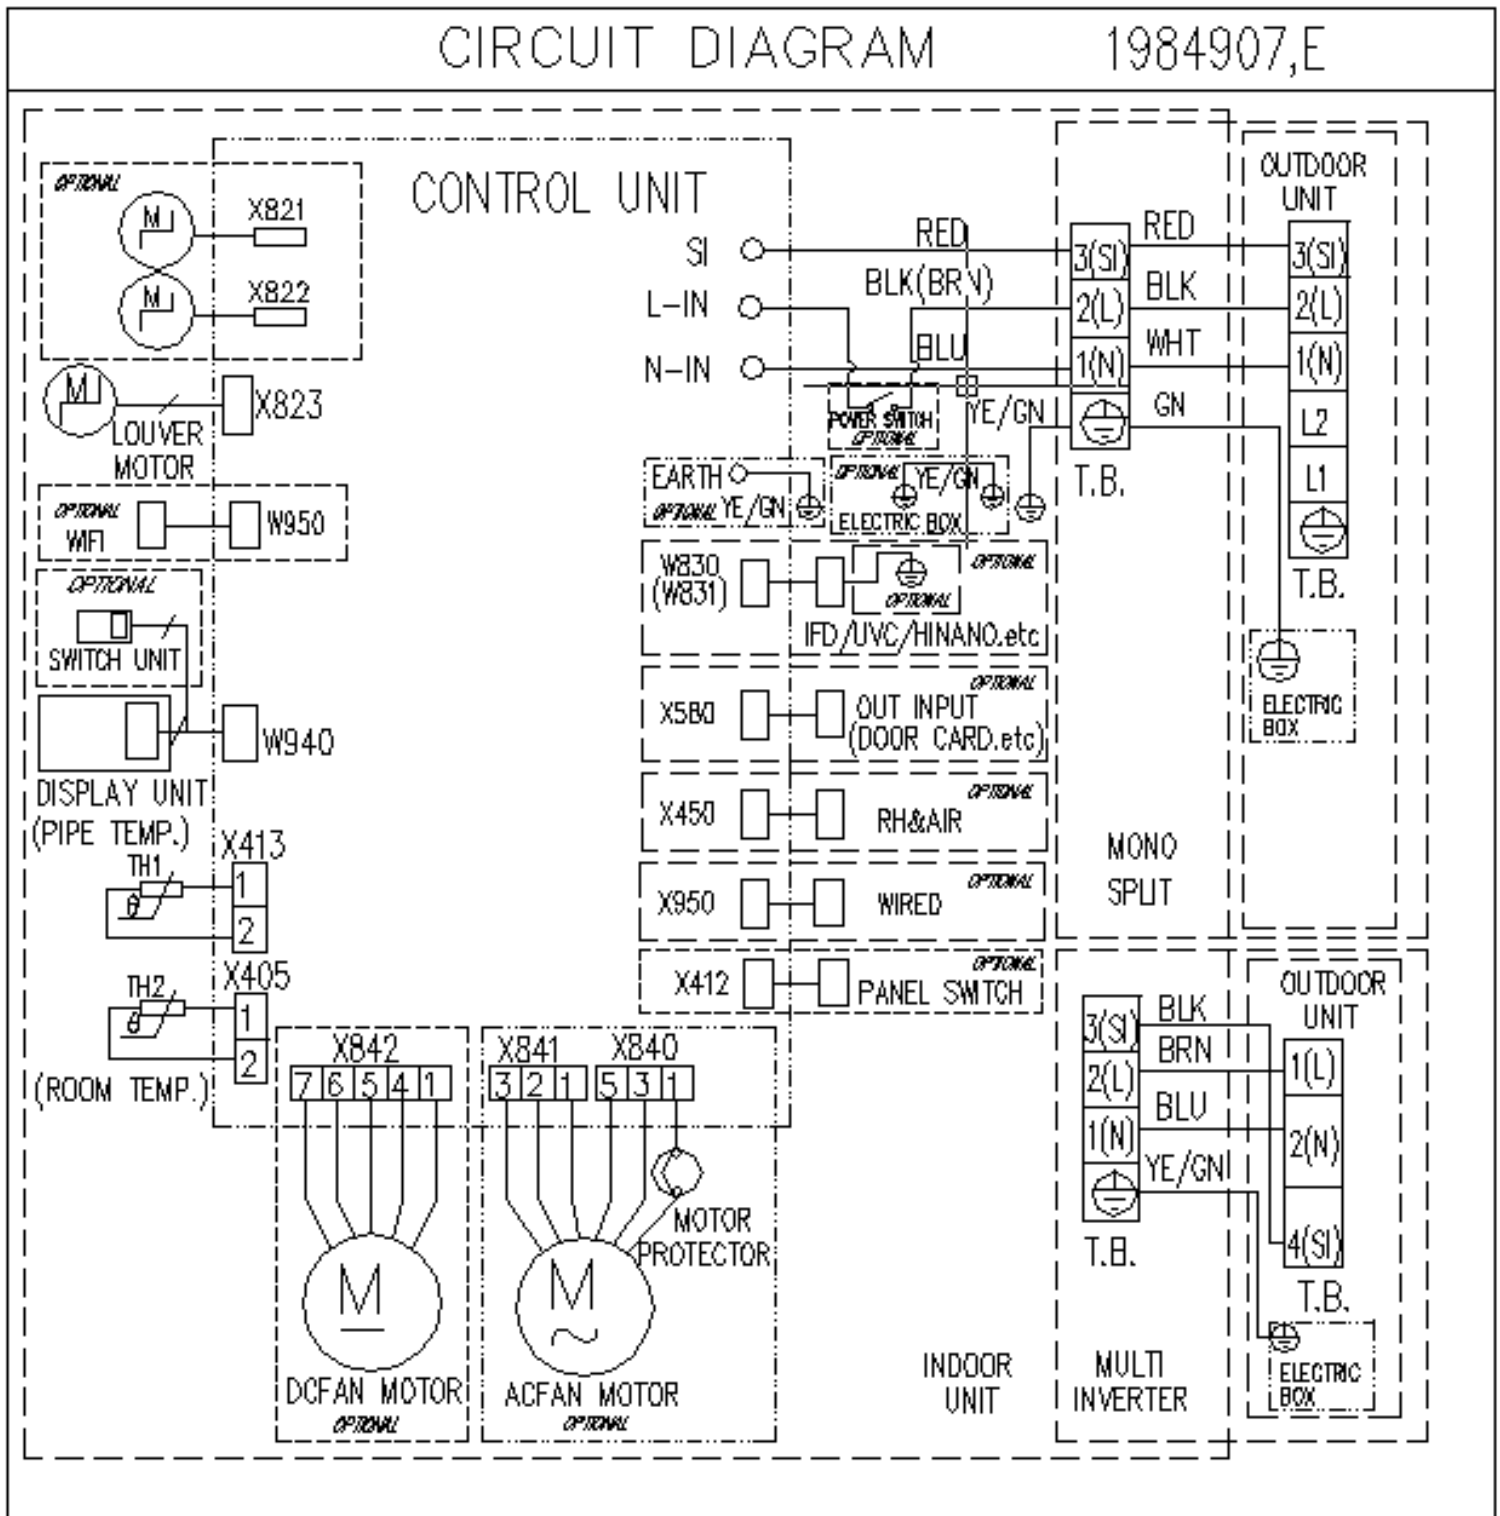 CIRCUIT DIAGRAM 1984907,E
OPTIONAL
M
X821
M
X822
M
X823
LOUVER
MOTOR
OPTIONAL
WIFI
W950
OPTIONAL
SWITCH UNIT
W940
DISPLAY UNIT
(PIPE TEMP.)
X413
TH1
θ
1
2
X405
TH2
θ
1
2
(ROOM TEMP.)
CONTROL UNIT
SI
L-IN
N-IN
RED
BLK(BRN)
BLU
POWER SWITCH
OPTIONAL
YE/GN
EARTH
OPTIONAL YE/GN
OPTIONAL YE/GN
ELECTRIC BOX
W830
(W831)
OPTIONAL
OPTIONAL
IFD/UVC/HINANO.etc
OPTIONAL
X580
OUT INPUT
(DOOR CARD.etc)
OPTIONAL
X450
RH&AIR
OPTIONAL
X950
WIRED
OPTIONAL
X412
PANEL SWITCH
X842
7 6 5 4 1
M
DCFAN MOTOR
OPTIONAL
X841 X840
3 2 1 5 3 1
MOTOR
PROTECTOR
M
ACFAN MOTOR
OPTIONAL
INDOOR
UNIT
3(SI)
2(L)
1(N)
T.B.
RED
BLK
WHT
GN
OUTDOOR
UNIT
3(SI)
2(L)
1(N)
L2
L1
T.B.
ELECTRIC
BOX
MONO
SPLIT
3(SI)
2(L)
1(N)
T.B.
BLK
BRN
BLU
YE/GN
OUTDOOR
UNIT
1(L)
2(N)
4(SI)
T.B.
ELECTRIC
BOX
MULTI
INVERTER